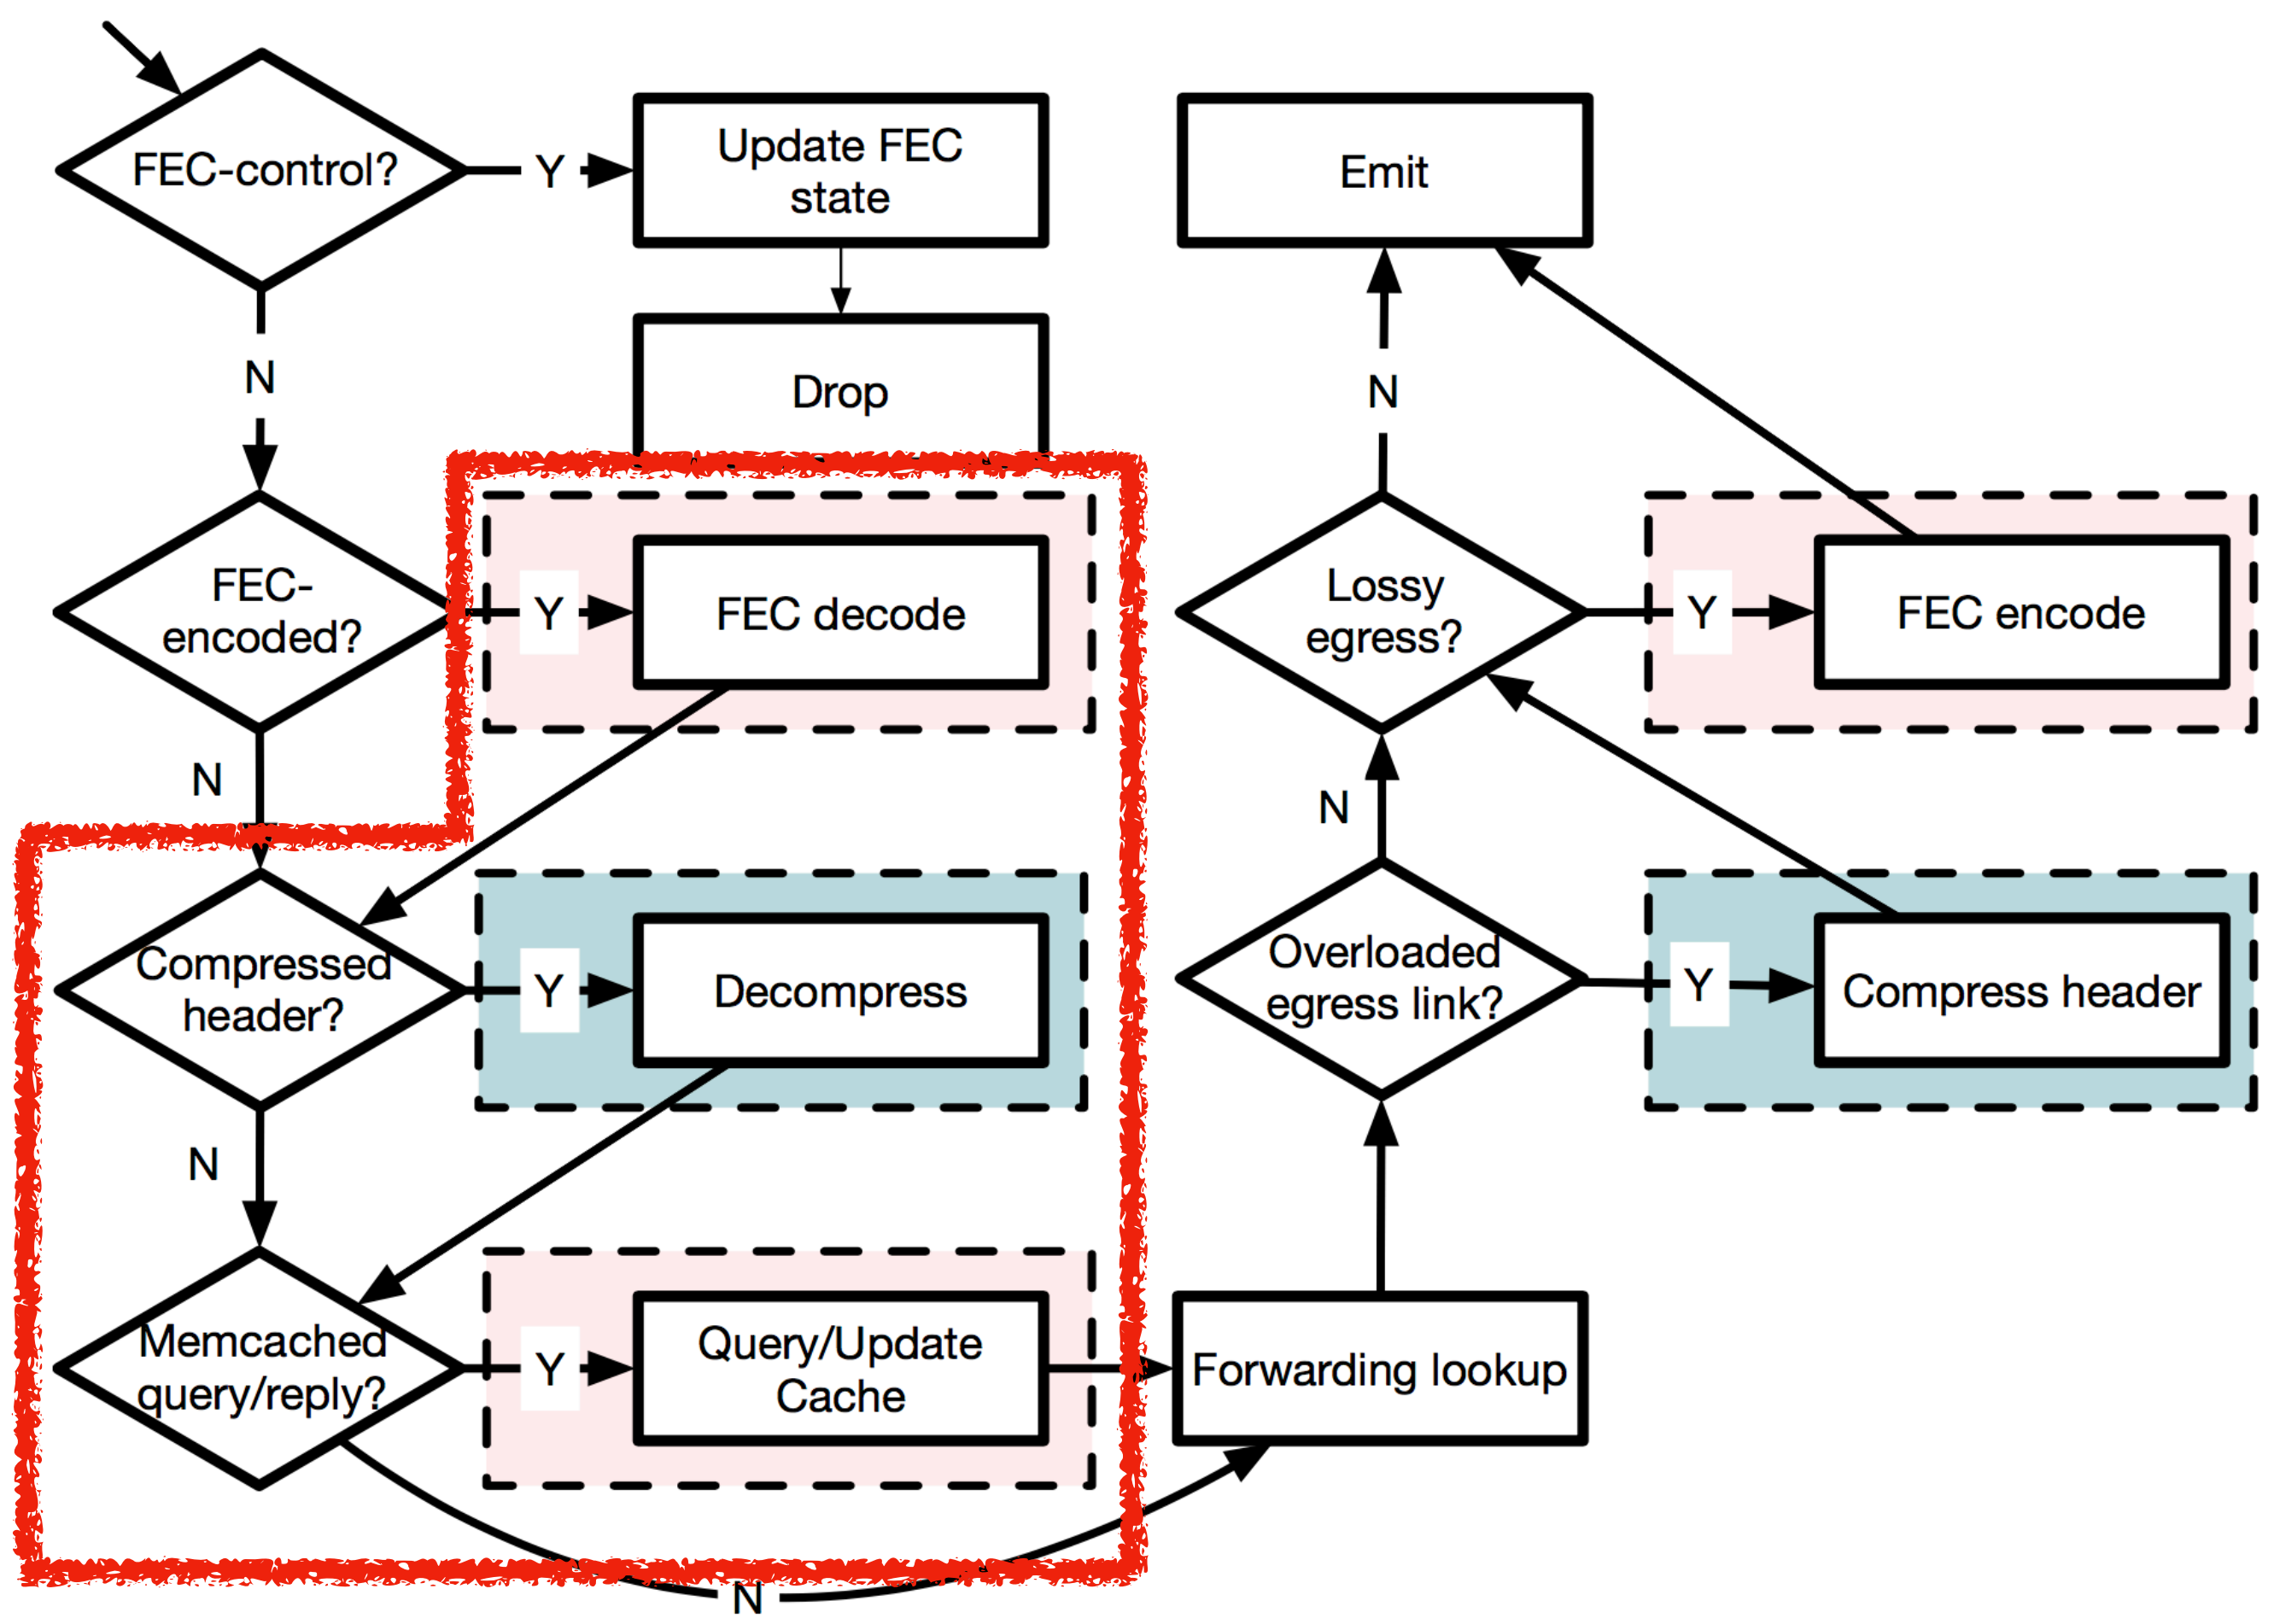 FEC-control?
Y
Update FEC
state
Emit
N
Drop
N
FEC-
encoded?
Y
FEC decode
Lossy
egress?
Y
FEC encode
N
N
Compressed
header?
Y
Decompress
Overloaded
egress link?
Y
Compress header
N
Memcached
query/reply?
Y
Query/Update
Cache
Forwarding lookup
N